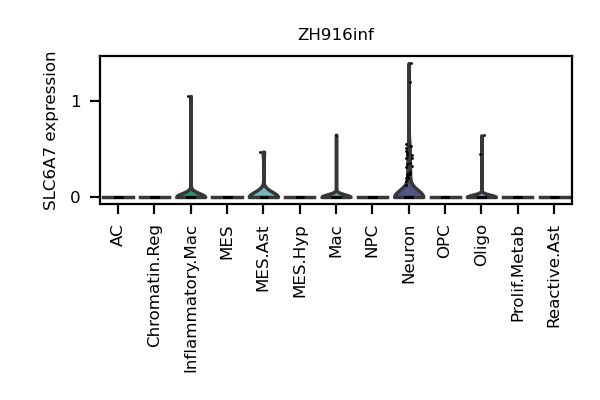 ZH916inf
SLC6A7 expression
1
0
AC
Chromatin.Reg
Inflammatory.Mac
MES
MES.Ast
MES.Hyp
Mac
NPC
Neuron
OPC
Oligo
Prolif.Metab
Reactive.Ast